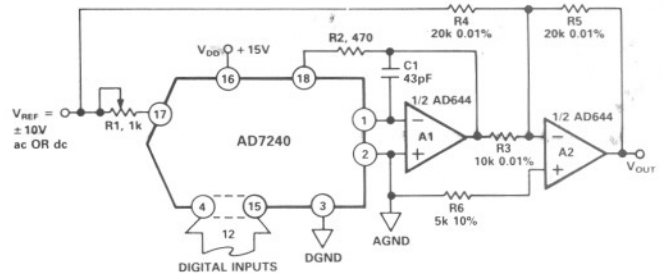 R4
20k 0.01%
R5
20k 0.01%
VDD
+15V
R2, 470
C1
43pF
16
18
1/2 AD644
VREF =
± 10V
ac OR dc
R1, 1k
17
AD7240
1
2
A1
R3
10k 0.01%
1/2 AD644
A2
VOUT
4
15
3
R6
5k 10%
12
DGND
AGND
DIGITAL INPUTS